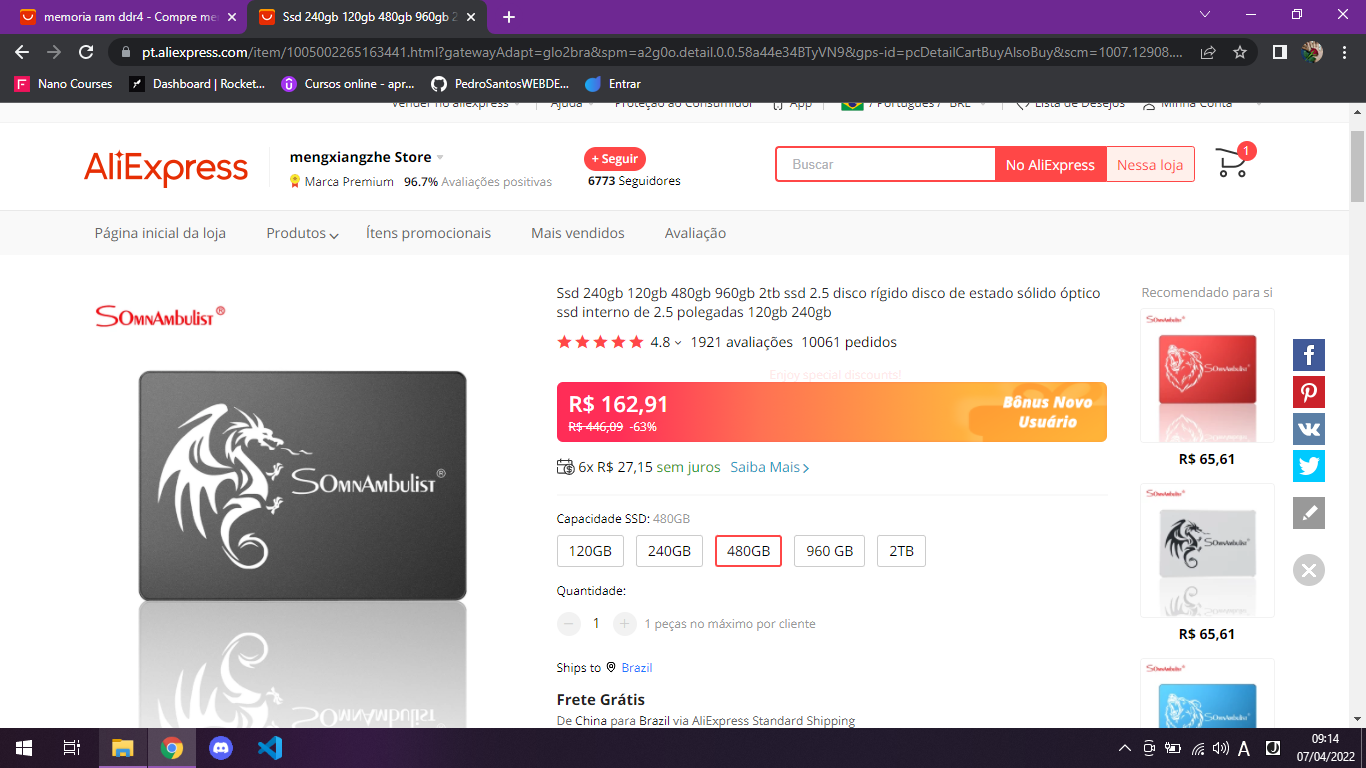 memoria ram ddr4 - Compre me
Ssd 240gb 120gb 480gb 960gb 2
pt.aliexpress.com/item/1005002265163441.html?gatewayAdapt=glo2bra&spm=a2g0o.detail.0.0.58a44e34BTyVN9&gps-id=pcDetailCartBuyAlsoBuy&scm=1007.12908....
Nano Courses
Dashboard | Rocket...
Cursos online - apr...
PedroSantosWEBDE...
Entrar
Vender no aliexpress
Ajuda
Proteção ao Consumidor
App
/ Português / BRL
Lista de Desejos
Minha Conta
AliExpress
mengxiangzhe Store
Marca Premium 96.7% Avaliações positivas
+ Seguir
6773 Seguidores
Buscar
No AliExpress
Nessa loja
1
Página inicial da loja
Produtos
Ítens promocionais
Mais vendidos
Avaliação
SOMNAMBULIST®
SOMNAMBULIST®
Ssd 240gb 120gb 480gb 960gb 2tb ssd 2.5 disco rígido disco de estado sólido óptico
ssd interno de 2.5 polegadas 120gb 240gb
4.8 1921 avaliações 10061 pedidos
Enjoy special discounts!
R$ 162,91
R$ 446,09 -63%
Bônus Novo
Usuário
6x R$ 27,15 sem juros Saiba Mais
Capacidade SSD: 480GB
120GB
240GB
480GB
960 GB
2TB
Quantidade:
1
1 peças no máximo por cliente
Ships to Brazil
Frete Grátis
De China para Brazil via AliExpress Standard Shipping
Recomendado para si
SOMNAMBULIST
SOMNAMBULIST
R$ 65,61
SOMNAMBULIST
SOMNAMBULIST
R$ 65,61
SOMNAMBULIST
SOMNAMBULIST
09:14
07/04/2022